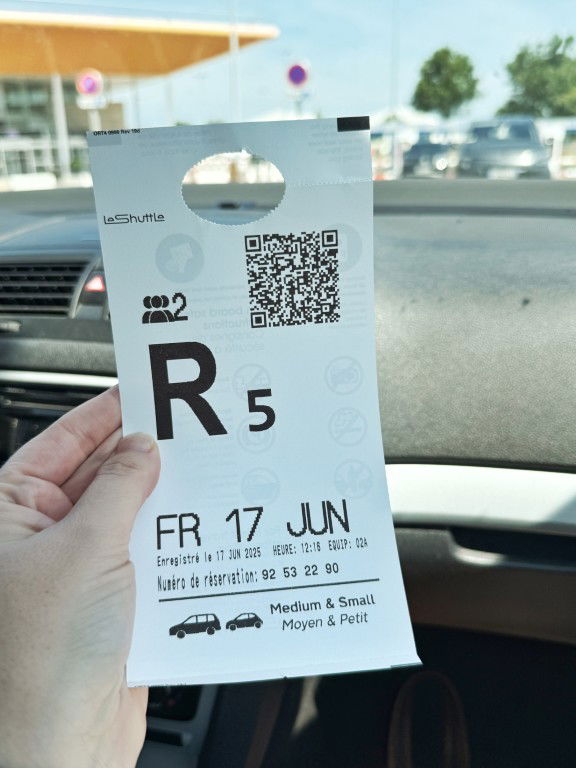 LeShuttle
2
R 5
FR 17 JUN
Enregistré le 17 JUN 2025 HEURE: 12:16 EQUIP: 02A
Numéro de réservation: 92 53 22 90
Medium & Small
Moyen & Petit